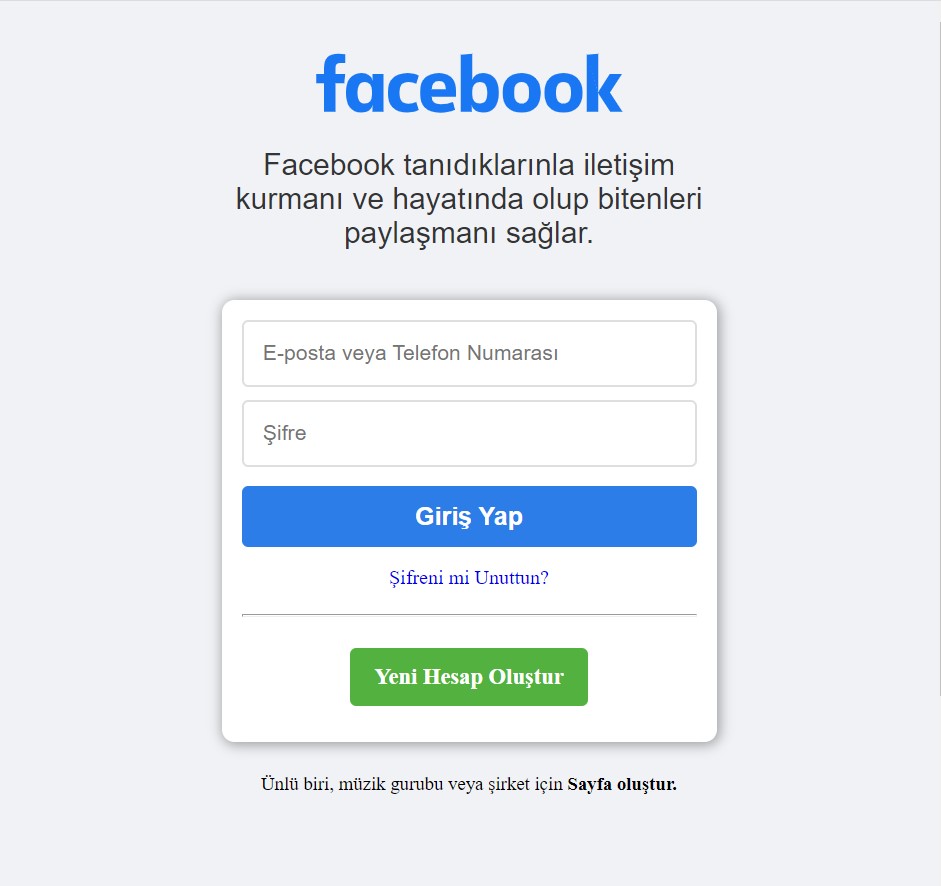 facebook
Facebook tanıdıklarınla iletişim
kurmanı ve hayatında olup bitenleri
paylaşmanı sağlar.
E-posta veya Telefon Numarası
Şifre
Giriş Yap
Şifreni mi Unuttun?
Yeni Hesap Oluştur
Ünlü biri, müzik gurubu veya şirket için Sayfa oluştur.